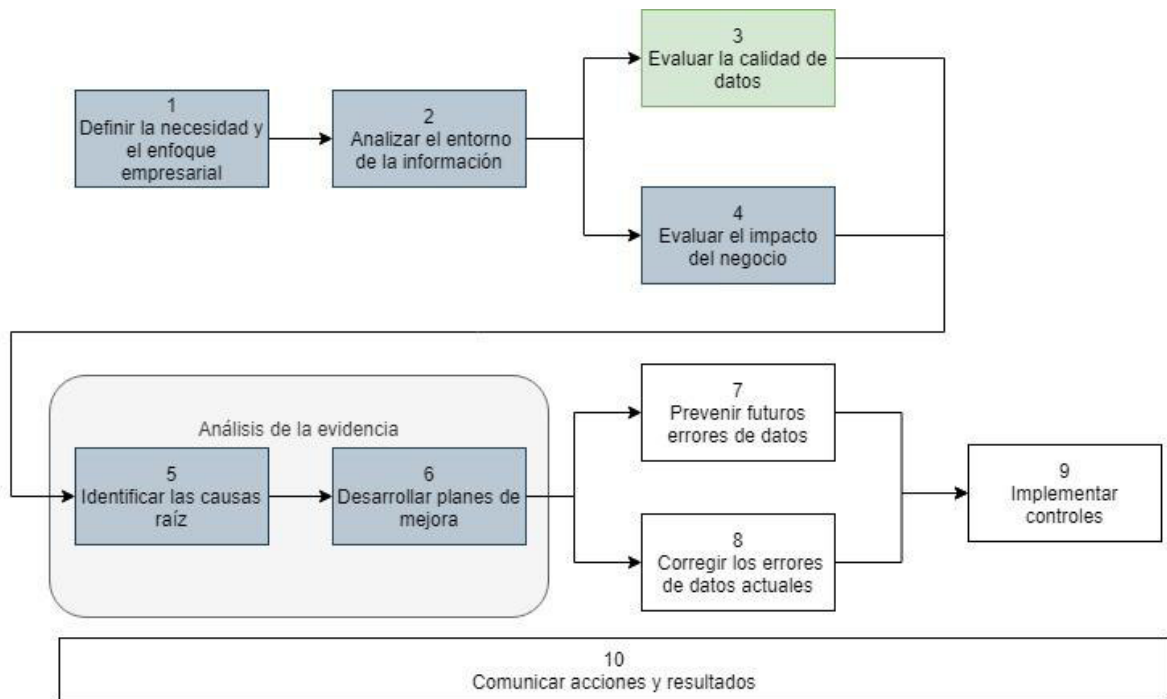 1
Definir la necesidad y
el enfoque
empresarial
2
Analizar el entorno
de la información
3
Evaluar la calidad de
datos
4
Evaluar el impacto
del negocio
Análisis de la evidencia
5
Identificar las causas
raíz
6
Desarrollar planes de
mejora
7
Prevenir futuros
errores de datos
8
Corregir los errores
de datos actuales
9
Implementar
controles
10
Comunicar acciones y resultados